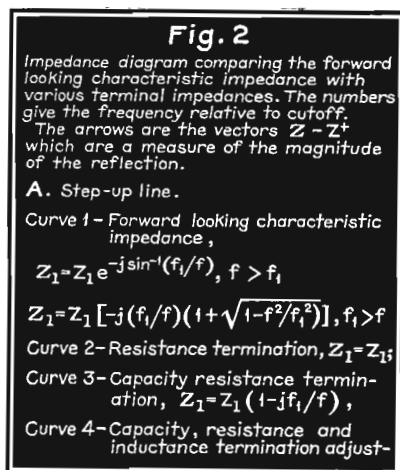 Fig. 2
Impedance diagram comparing the forward
looking characteristic impedance with
various terminal impedances. The numbers
give the frequency relative to cutoff.
The arrows are the vectors Z - Z⁺
which are a measure of the magnitude
of the reflection.
A. Step-up line.
Curve 1 - Forward looking characteristic
impedance,
Z₁=Z₁e^(-j sin⁻¹(f₁/f)), f > f₁
Z₁=Z₁[-j(f₁/f)(1+√(1-f²/f₁²))], f₁>f
Curve 2-Resistance termination, Z₁=Z₁;
Curve 3-Capacity resistance termin-
ation, Z₁=Z₁(1-jf₁/f),
Curve 4-Capacity, resistance and
inductance termination adjust-